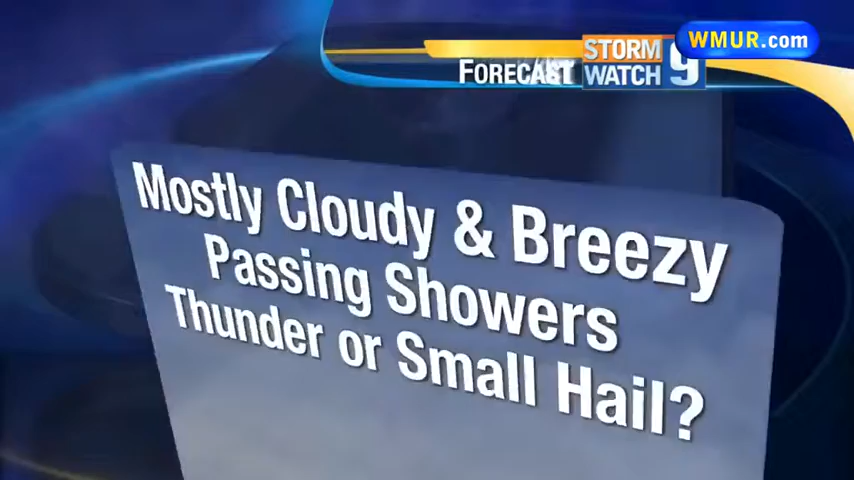 WMUR.com
STORM
FORECAST WATCH 9
Mostly Cloudy & Breezy
Passing Showers
Thunder or Small Hail?